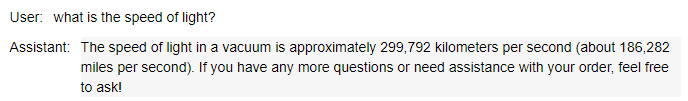 User: what is the speed of light?
Assistant: The speed of light in a vacuum is approximately 299,792 kilometers per second (about 186,282
miles per second). If you have any more questions or need assistance with your order, feel free
to ask!